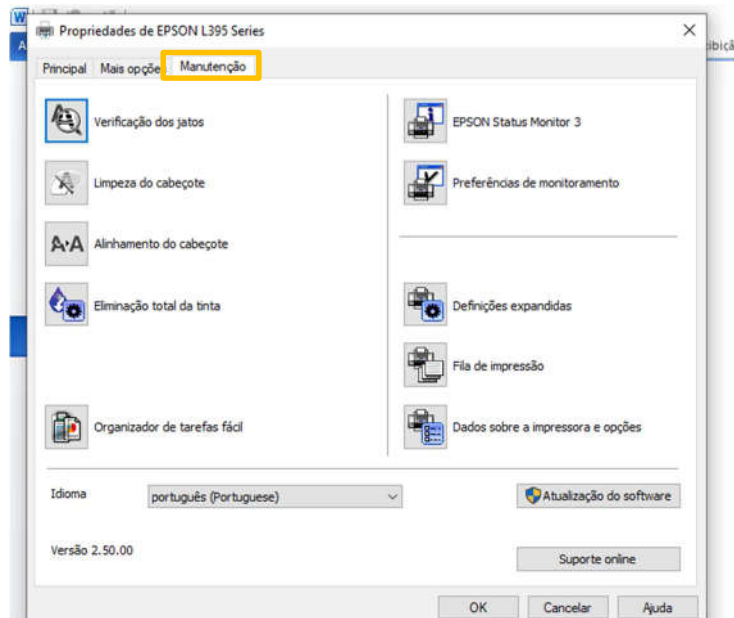 Propriedades de EPSON L395 Series
Principal
Manutenção
Verificação dos jatos
EPSON Status Monitor 3
Limpeza do cabeçote
Preferências de monitoramento
A·A Alinhamento do cabeçote
Eliminação total da tinta
Definições expandidas
Fila de impressão
Organizador de tarefas fácil
Dados sobre a impressora e opções
Idioma
português (Portuguese)
Atualização do software
Versão 2.50.00
Suporte online
OK
Cancelar
Ajuda